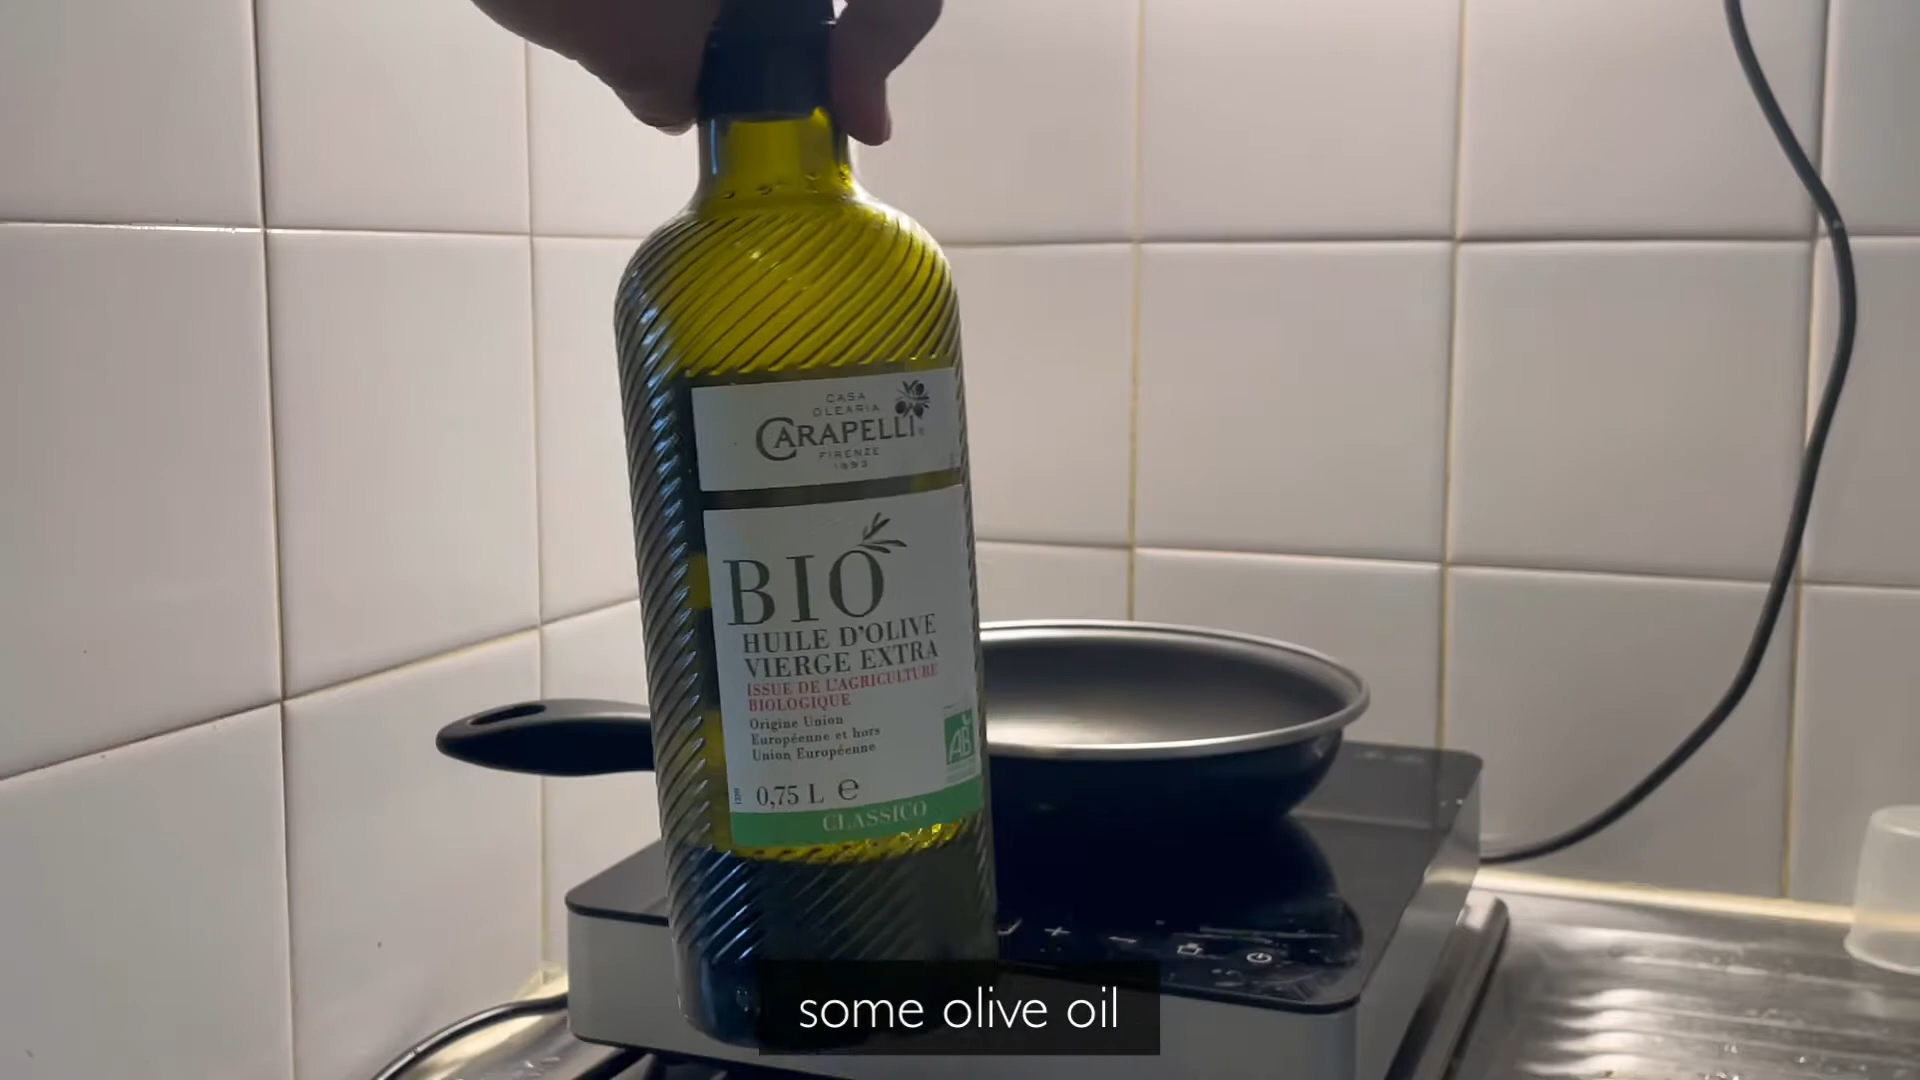 CASA
OLEARIA
CARAPELLI
FIRENZE
1893
BIO
HUILE D'OLIVE
VIERGE EXTRA
ISSUE DE L'AGRICULTURE
BIOLOGIQUE
Origine Union
Européenne et hors
Union Européenne
AB
0,75 L e
CLASSICO
some olive oil